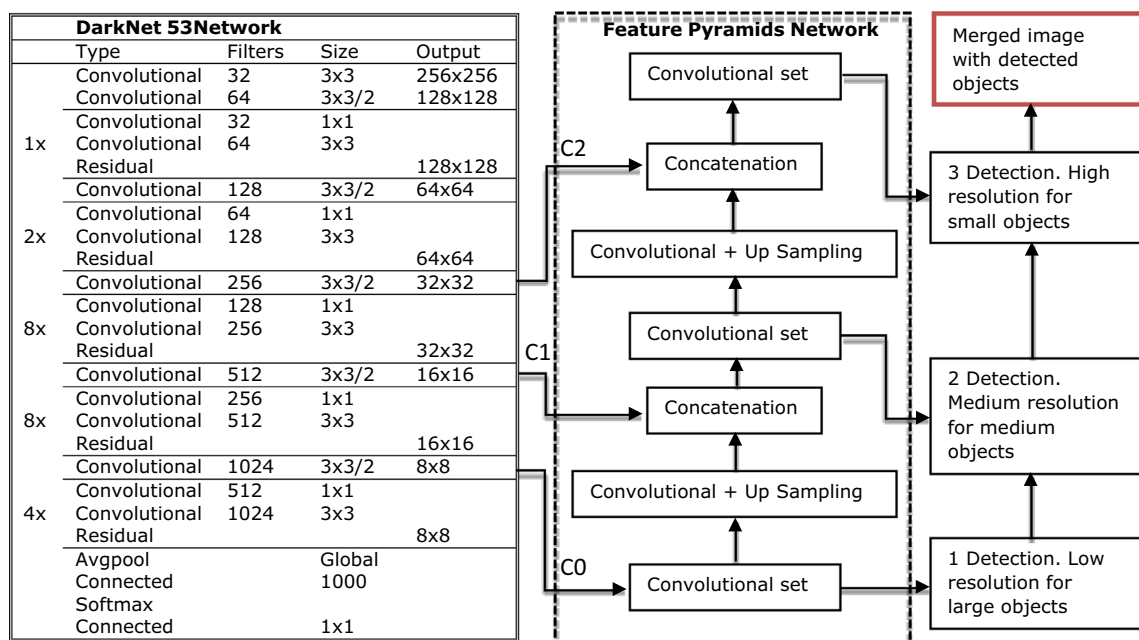 DarkNet 53Network
Type Filters Size Output
Convolutional 32 3x3 256x256
Convolutional 64 3x3/2 128x128
Convolutional 32 1x1
1x Convolutional 64 3x3
Residual 128x128
Convolutional 128 3x3/2 64x64
Convolutional 64 1x1
2x Convolutional 128 3x3
Residual 64x64
Convolutional 256 3x3/2 32x32
Convolutional 128 1x1
8x Convolutional 256 3x3
Residual 32x32
Convolutional 512 3x3/2 16x16
Convolutional 256 1x1
8x Convolutional 512 3x3
Residual 16x16
Convolutional 1024 3x3/2 8x8
Convolutional 512 1x1
4x Convolutional 1024 3x3
Residual 8x8
Avgpool Global
Connected 1000
Softmax
Connected 1x1
C2
C1
C0
Feature Pyramids Network
Convolutional set
Concatenation
Convolutional + Up Sampling
Convolutional set
Concatenation
Convolutional + Up Sampling
Convolutional set
Merged image
with detected
objects
3 Detection. High
resolution for
small objects
2 Detection.
Medium resolution
for medium
objects
1 Detection. Low
resolution for
large objects